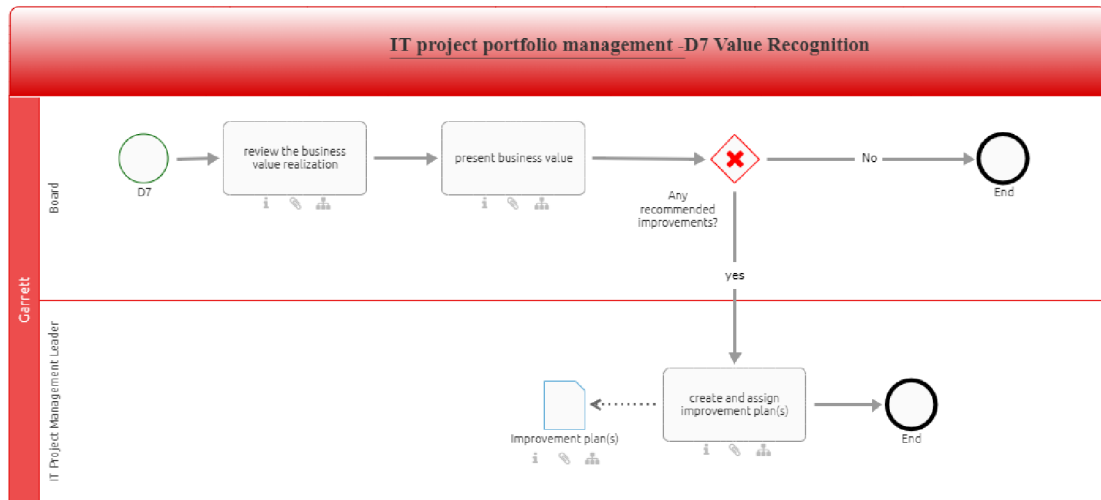 IT project portfolio management -D7 Value Recognition
Garrett
Board
D7
review the business
value realization
present business value
Any
recommended
improvements?
No
End
yes
IT Project Management Leader
Improvement plan(s)
create and assign
improvement plan(s)
End